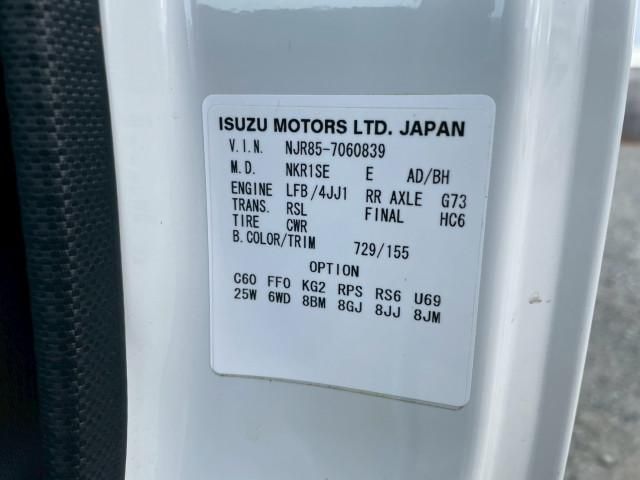 ISUZU MOTORS LTD. JAPAN
V.I.N. NJR85-7060839
M.D. NKR1SE E AD/BH
ENGINE LFB/4JJ1 RR AXLE G73
TRANS. RSL FINAL HC6
TIRE CWR
B.COLOR/TRIM 729/155
OPTION
C60 FF0 KG2 RPS RS6 U69
25W 6WD 8BM 8GJ 8JJ 8JM